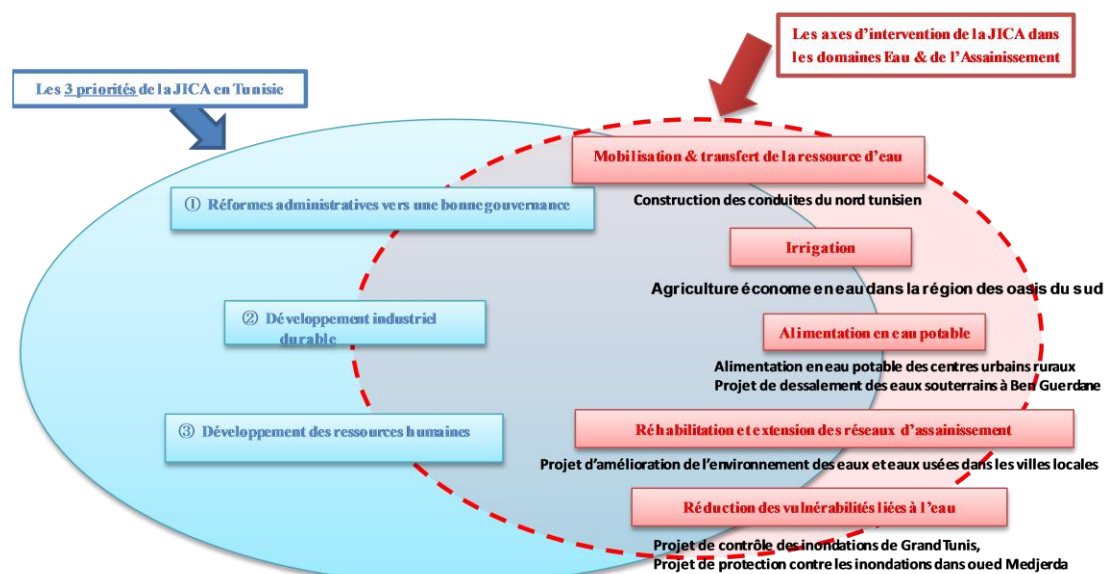 Les axes d'intervention de la JICA dans
les domaines Eau & de l'Assainissement
Les 3 priorités de la JICA en Tunisie
Mobilisation & transfert de la ressource d'eau
① Réformes administratives vers une bonne gouvernance
Construction des conduites du nord tunisien
Irrigation
Agriculture économe en eau dans la région des oasis du sud
② Développement industriel
durable
Alimentation en eau potable
Alimentation en eau potable des centres urbains ruraux
Projet de dessalement des eaux souterrains à Ben Guerdane
③ Développement des ressources humaines
Réhabilitation et extension des réseaux d'assainissement
Projet d'amélioration de l'environnement des eaux et eaux usées dans les villes locales
Réduction des vulnérabilités liées à l'eau
Projet de contrôle des inondations de Grand Tunis,
Projet de protection contre les inondations dans oued Medjerda